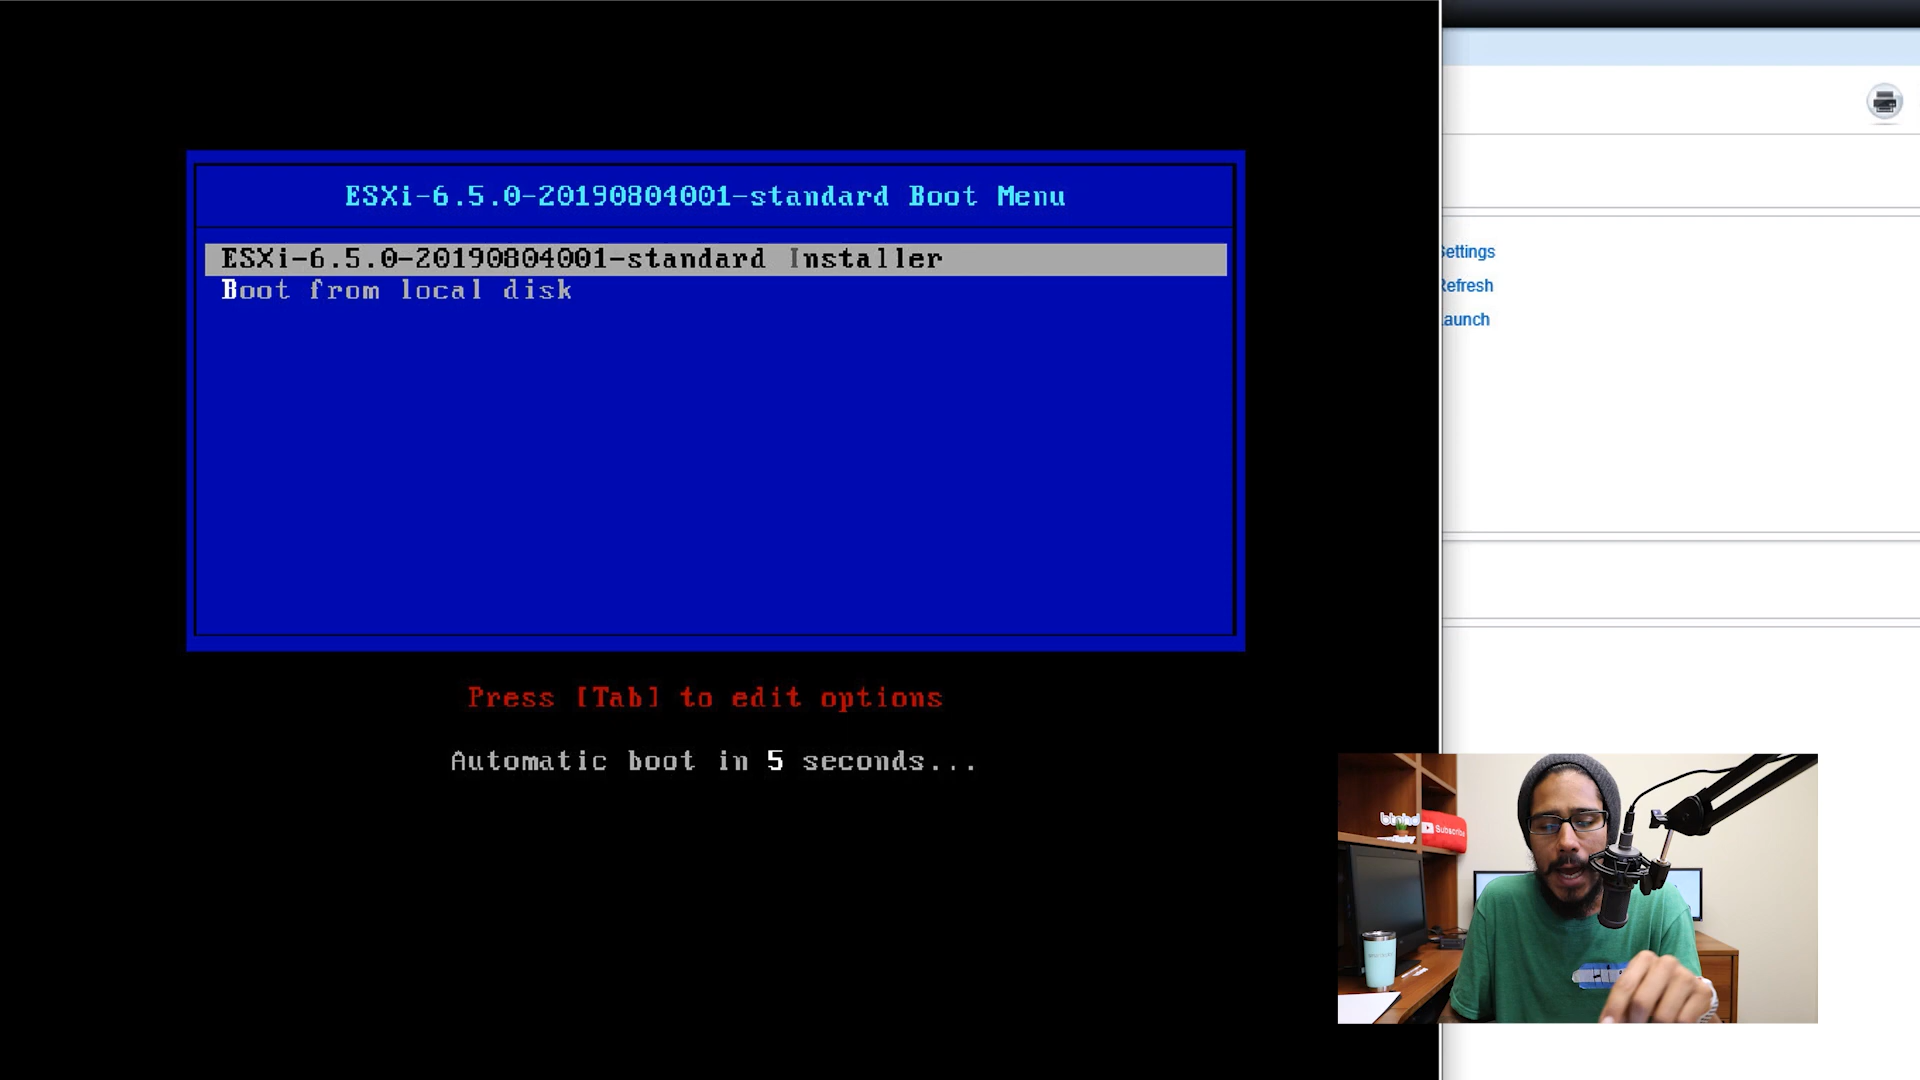 ESXi-6.5.0-20190804001-standard Boot Menu
ESXi-6.5.0-20190804001-standard Installer
Boot from local disk
Press [Tab] to edit options
Automatic boot in 5 seconds...
Settings
Refresh
Launch
Subscribe